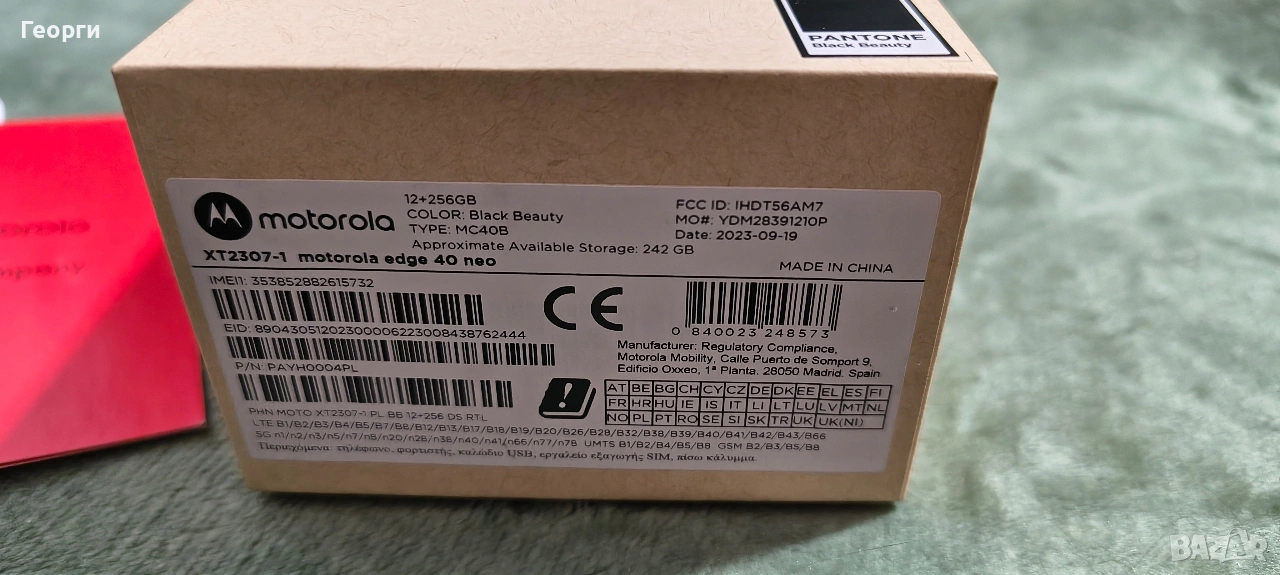 Георги
PANTONE
Black Beauty
motorola
12+256GB
COLOR: Black Beauty
TYPE: MC40B
Approximate Available Storage: 242 GB
FCC ID: IHDT56AM7
MO#: YDM28391210P
Date: 2023-09-19
XT2307-1 motorola edge 40 neo
MADE IN CHINA
IMEI1: 353852882615732
EID: 89043051202300006223008438762444
P/N: PAYH0004PL
0 840023 248573
Manufacturer: Regulatory Compliance,
Motorola Mobility, Calle Puerto de Somport 9,
Edificio Oxxeo, 1ª Planta. 28050 Madrid. Spain
AT BE BG CH CY CZ DE DK EE EL ES FI
FR HR HU IE IS IT LI LT LU LV MT NL
NO PL PT RO SE SI SK TR UK UK(NI)
PHN MOTO XT2307-1 PL BB 12+256 DS RTL
LTE B1/B2/B3/B4/B5/B7/B8/B12/B13/B17/B18/B19/B20/B26/B28/B32/B38/B39/B40/B41/B42/B43/B66
5G n1/n2/n3/n5/n7/n8/n20/n28/n38/n40/n41/n66/n77/n78 UMTS B1/B2/B4/B5/B8 GSM B2/B3/B5/B8
Περιεχόμενα: τηλέφωνο, φορτιστής, καλώδιο USB, εργαλείο εξαγωγής SIM, πίσω κάλυμμα.
BAZAR